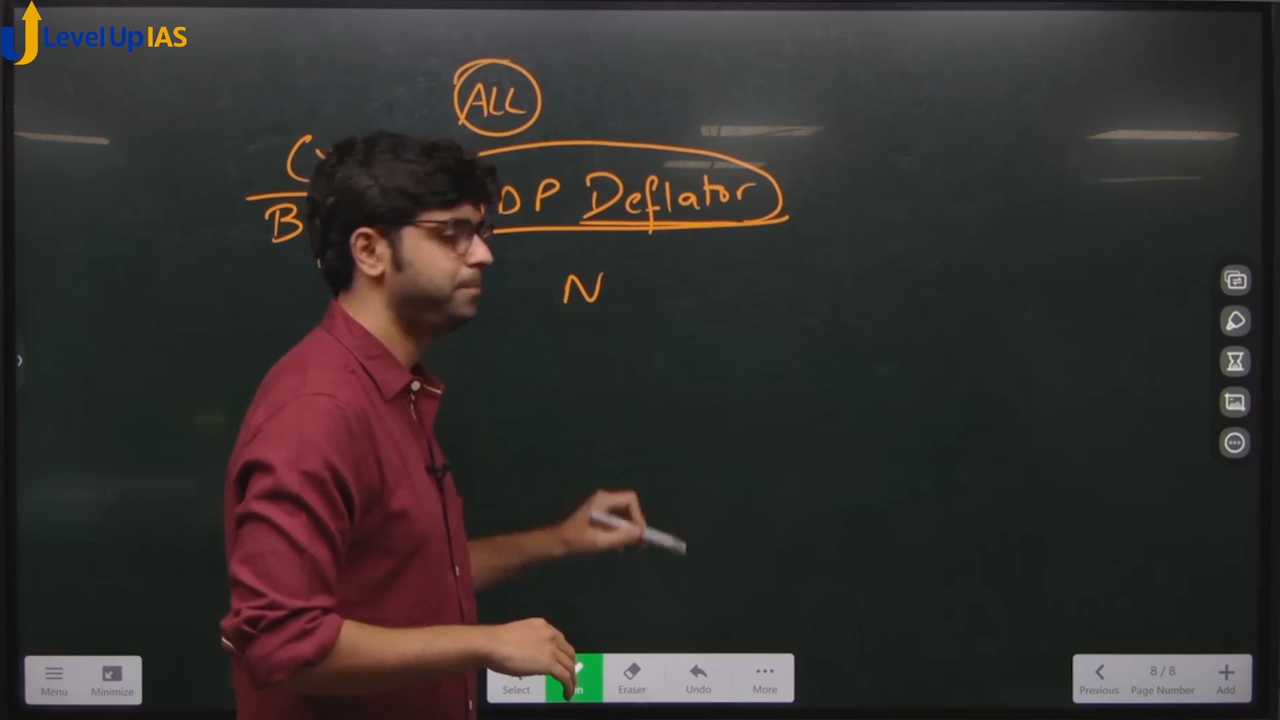 Level Up IAS
ALL
C
DP Deflator
B
N
Menu
Minimize
Select
Eraser
Undo
More
Previous
8 / 8
Page Number
Add